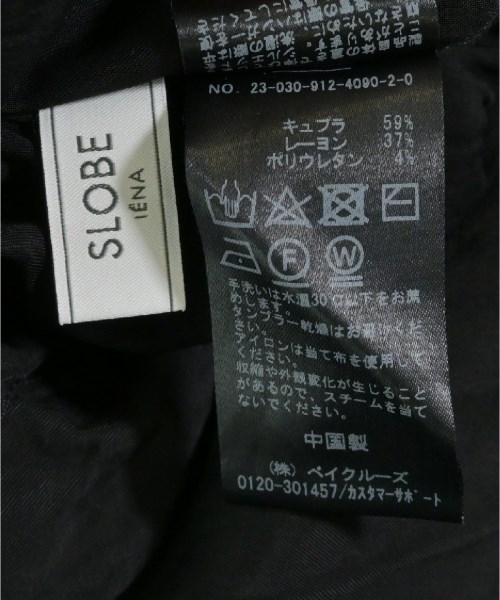 SLOBE
IÉNA
NO. 23-030-912-4090-2-0
キュプラ 59%
レーヨン 37%
ポリウレタン 4%
F
W
手洗いは水温30℃以下をお薦
めします。
タンブラー乾燥はお避けくだ
さい。
アイロンは当て布を使用して
ください。
収縮や外観変化が生じること
があるので、スチームを当て
ないでください。
中国製
(株) ベイクルーズ
0120-301457/カスタマーサポート